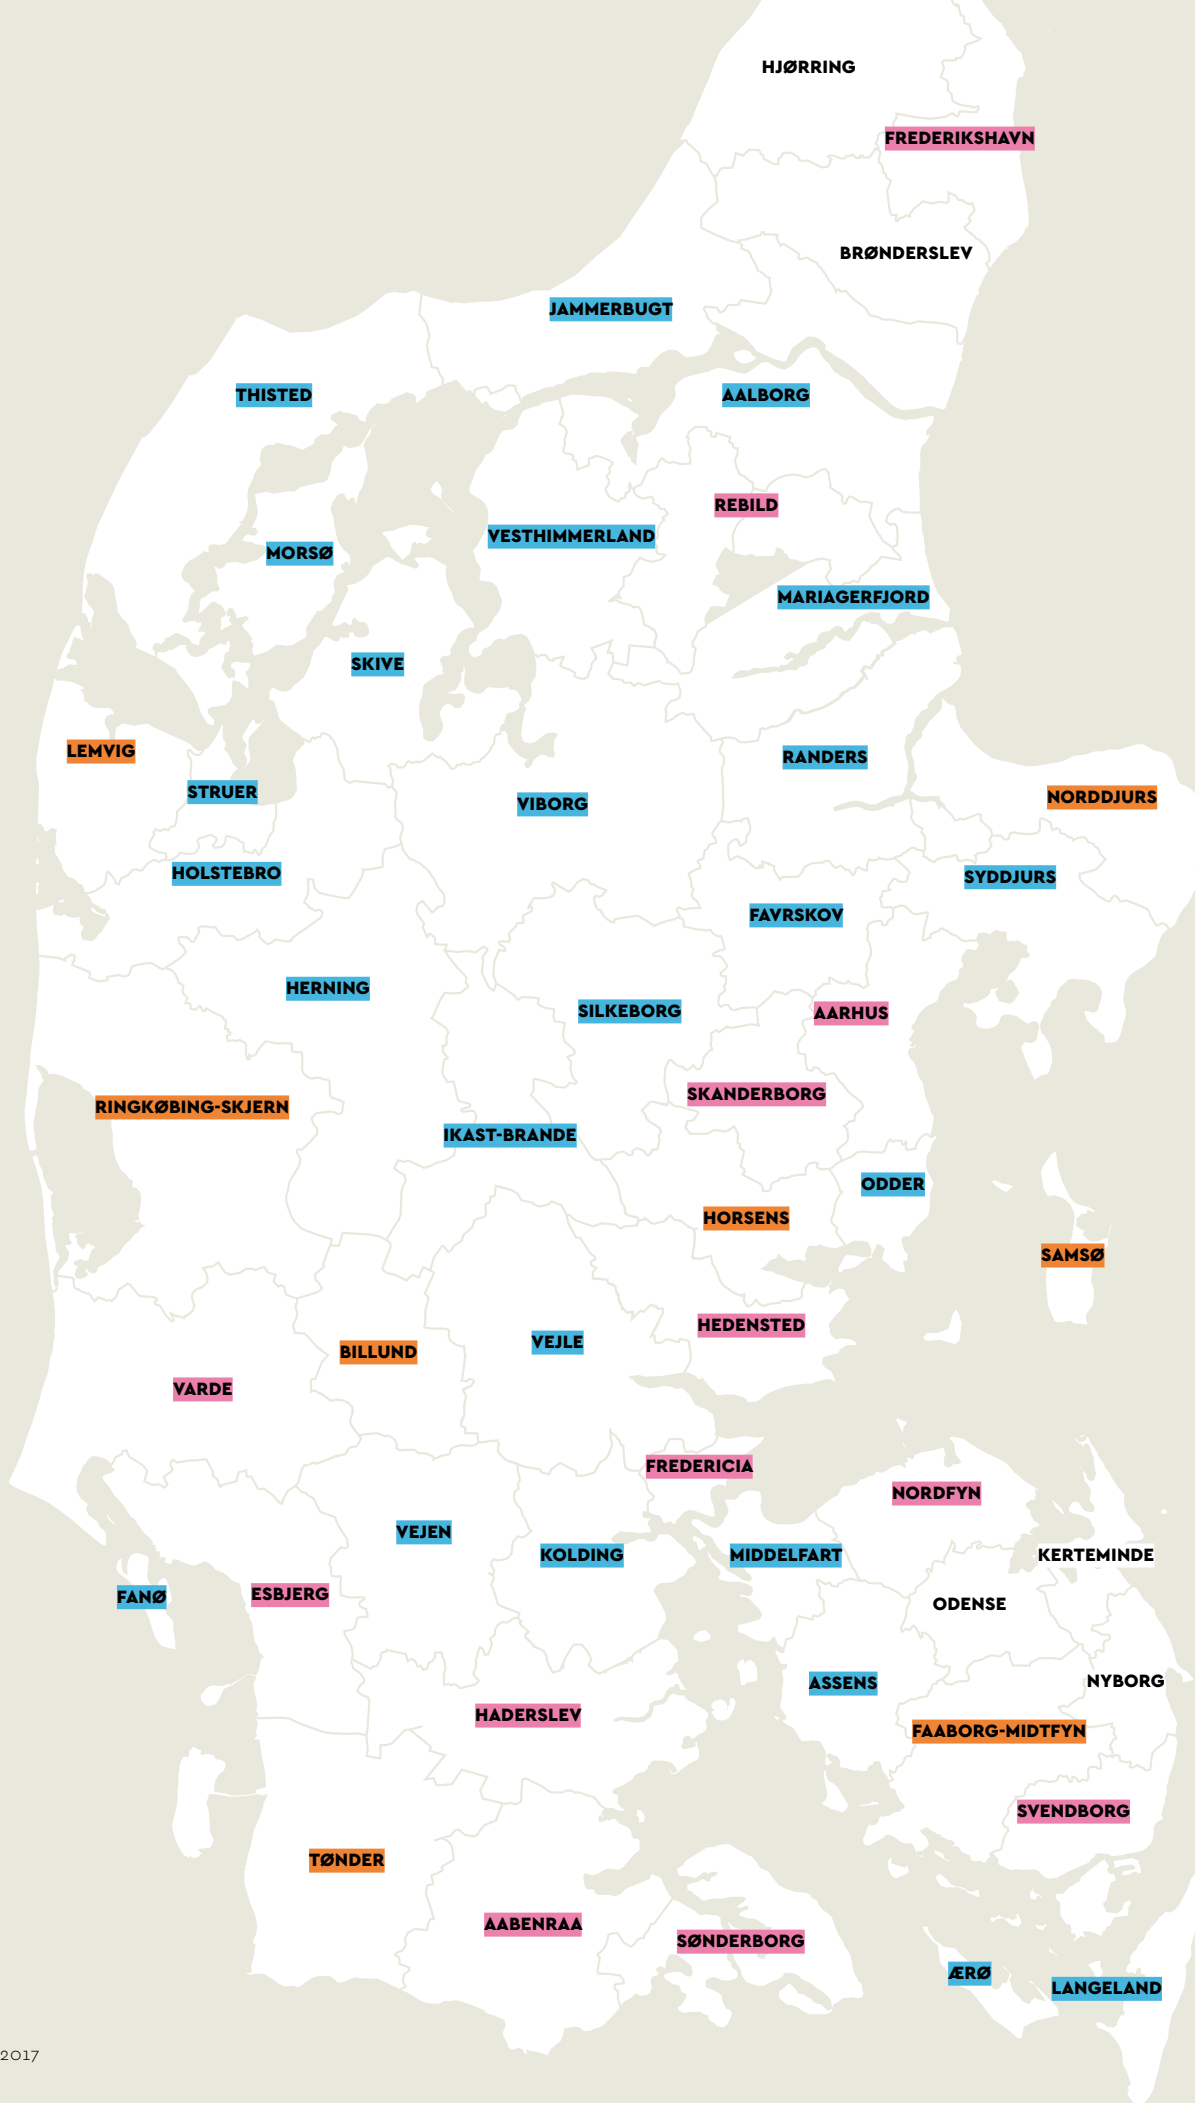 HJØRRING
FREDERIKSHAVN
BRØNDERSLEV
JAMMERBUGT
THISTED
AALBORG
REBILD
VESTHIMMERLAND
MORSØ
MARIAGERFJORD
SKIVE
LEMVIG
RANDERS
STRUER
NORDDJURS
VIBORG
HOLSTEBRO
SYDDJURS
FAVRSKOV
HERNING
SILKEBORG
AARHUS
SKANDERBORG
RINGKØBING-SKJERN
IKAST-BRANDE
ODDER
HORSENS
SAMSØ
HEDENSTED
VEJLE
BILLUND
VARDE
FREDERICIA
NORDFYN
VEJEN
KOLDING
MIDDELFART
KERTEMINDE
ESBJERG
FANØ
ODENSE
NYBORG
ASSENS
HADERSLEV
FAABORG-MIDTFYN
SVENDBORG
TØNDER
AABENRAA
SØNDERBORG
ÆRØ
LANGELAND
2017